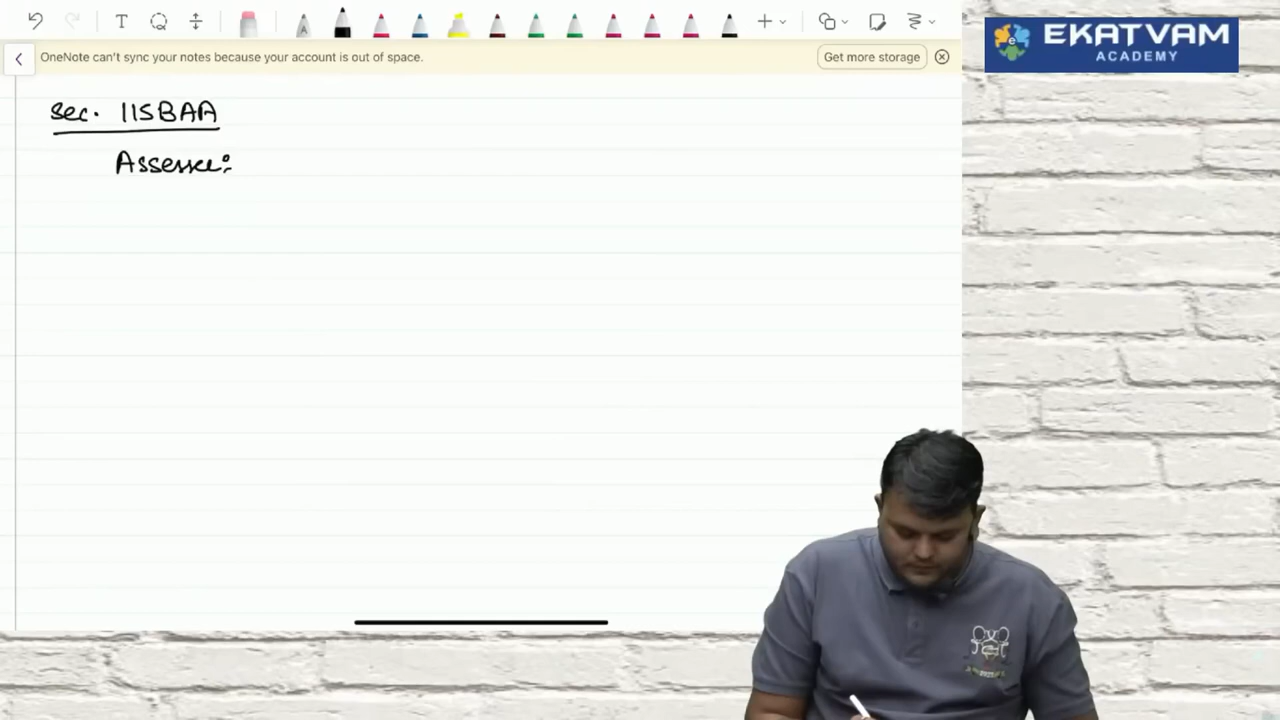 EKATVAM
ACADEMY
OneNote can't sync your notes because your account is out of space.
Get more storage
Sec. 115BAA
Assessee: